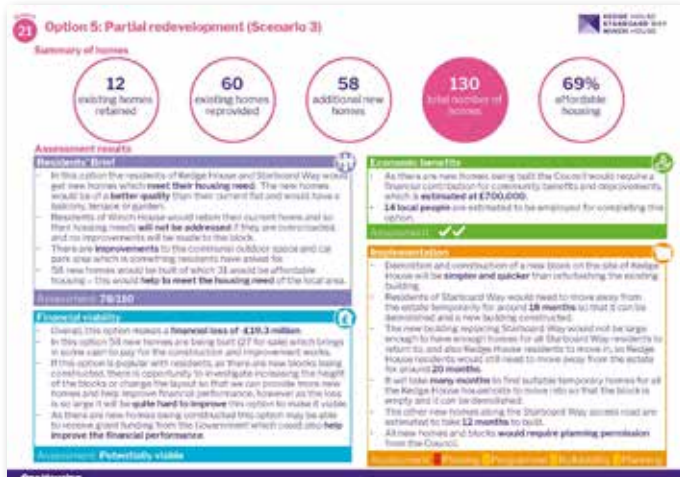 21
Option 5: Partial redevelopment (Scenario 3)
KEDGE HOUSE
STARBOARD WAY
WINCH HOUSE
Summary of homes
12
existing homes
retained
60
existing homes
reprovided
58
additional new
homes
130
total number of
homes
69%
affordable
housing
Assessment results
Residents' Brief
- In this option the residents of Kedge House and Starboard Way would
get new homes which meet their housing need. The new homes
would be of a better quality than their current flat and would have a
balcony, terrace or garden.
- Residents of Winch House would retain their current home and so
their housing needs will not be addressed if they are overcrowded,
and no improvements will be made to the block.
- There are improvements to the communal outdoor space and car
park area which is something residents have asked for.
- 58 new homes would be built of which 31 would be affordable
housing – this would help to meet the housing need of the local area.
Assessment: 78/130
Financial viability
- Overall, this option makes a financial loss of -£19.3 million.
- In this option 58 new homes are being built (27 for sale) which brings
in some cash to pay for the construction and improvement works.
- If this option is popular with residents, as there are new blocks being
constructed, there is opportunity to investigate increasing the height
of the blocks or change the layout so that we can provide more new
homes and help improve financial performance, however as the loss
is so large it will be quite hard to improve this option to make it viable.
- As there are new homes being constructed this option may be able
to receive grant funding from the Government which could also help
improve the financial performance.
Assessment: Potentially viable
Economic benefits
- As there are new homes being built the Council would require a
financial contribution for community benefits and improvements,
which is estimated at £700,000.
- 14 local people are estimated to be employed for completing this
option.
Assessment: ✓✓
Implementation
- Demolition and construction of a new block on the site of Kedge
House will be simpler and quicker than refurbishing the existing
building.
- Residents of Starboard Way would need to move away from
the estate temporarily for around 18 months so that it can be
demolished and a new building constructed.
- The new building replacing Starboard Way would not be large
enough to have enough homes for all Starboard Way residents to
return to, and also Kedge House residents to move in, so Kedge
House residents would still need to move away from the estate
for around 20 months.
- It will take many months to find suitable temporary homes for all
the Kedge House households to move into so that the block is
empty and it can be demolished.
- The other new homes along the Starboard Way access road are
estimated to take 12 months to built.
- All new homes and blocks would require planning permission
from the Council.
Assessment: Phasing Programme Buildability Planning